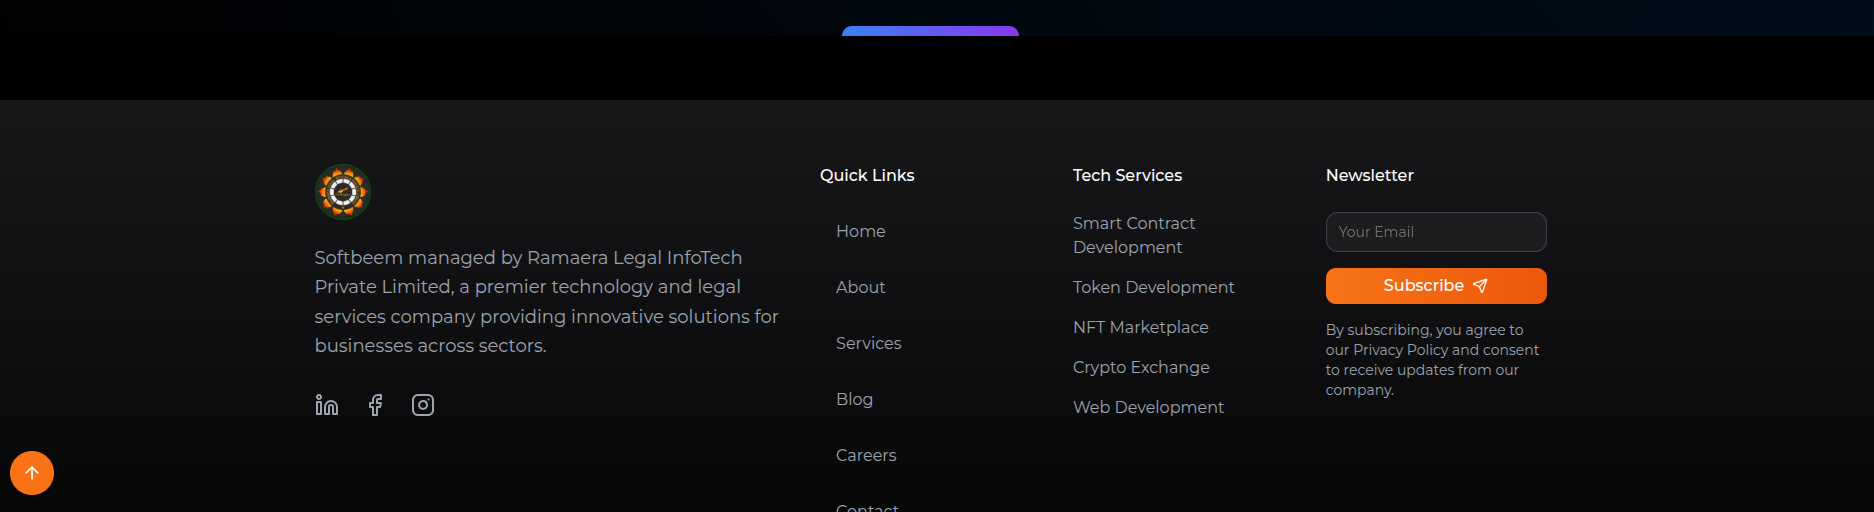 Softbeem managed by Ramaera Legal InfoTech
Private Limited, a premier technology and legal
services company providing innovative solutions for
businesses across sectors.
Quick Links
Home
About
Services
Blog
Careers
Contact
Tech Services
Smart Contract
Development
Token Development
NFT Marketplace
Crypto Exchange
Web Development
Newsletter
Your Email
Subscribe
By subscribing, you agree to
our Privacy Policy and consent
to receive updates from our
company.